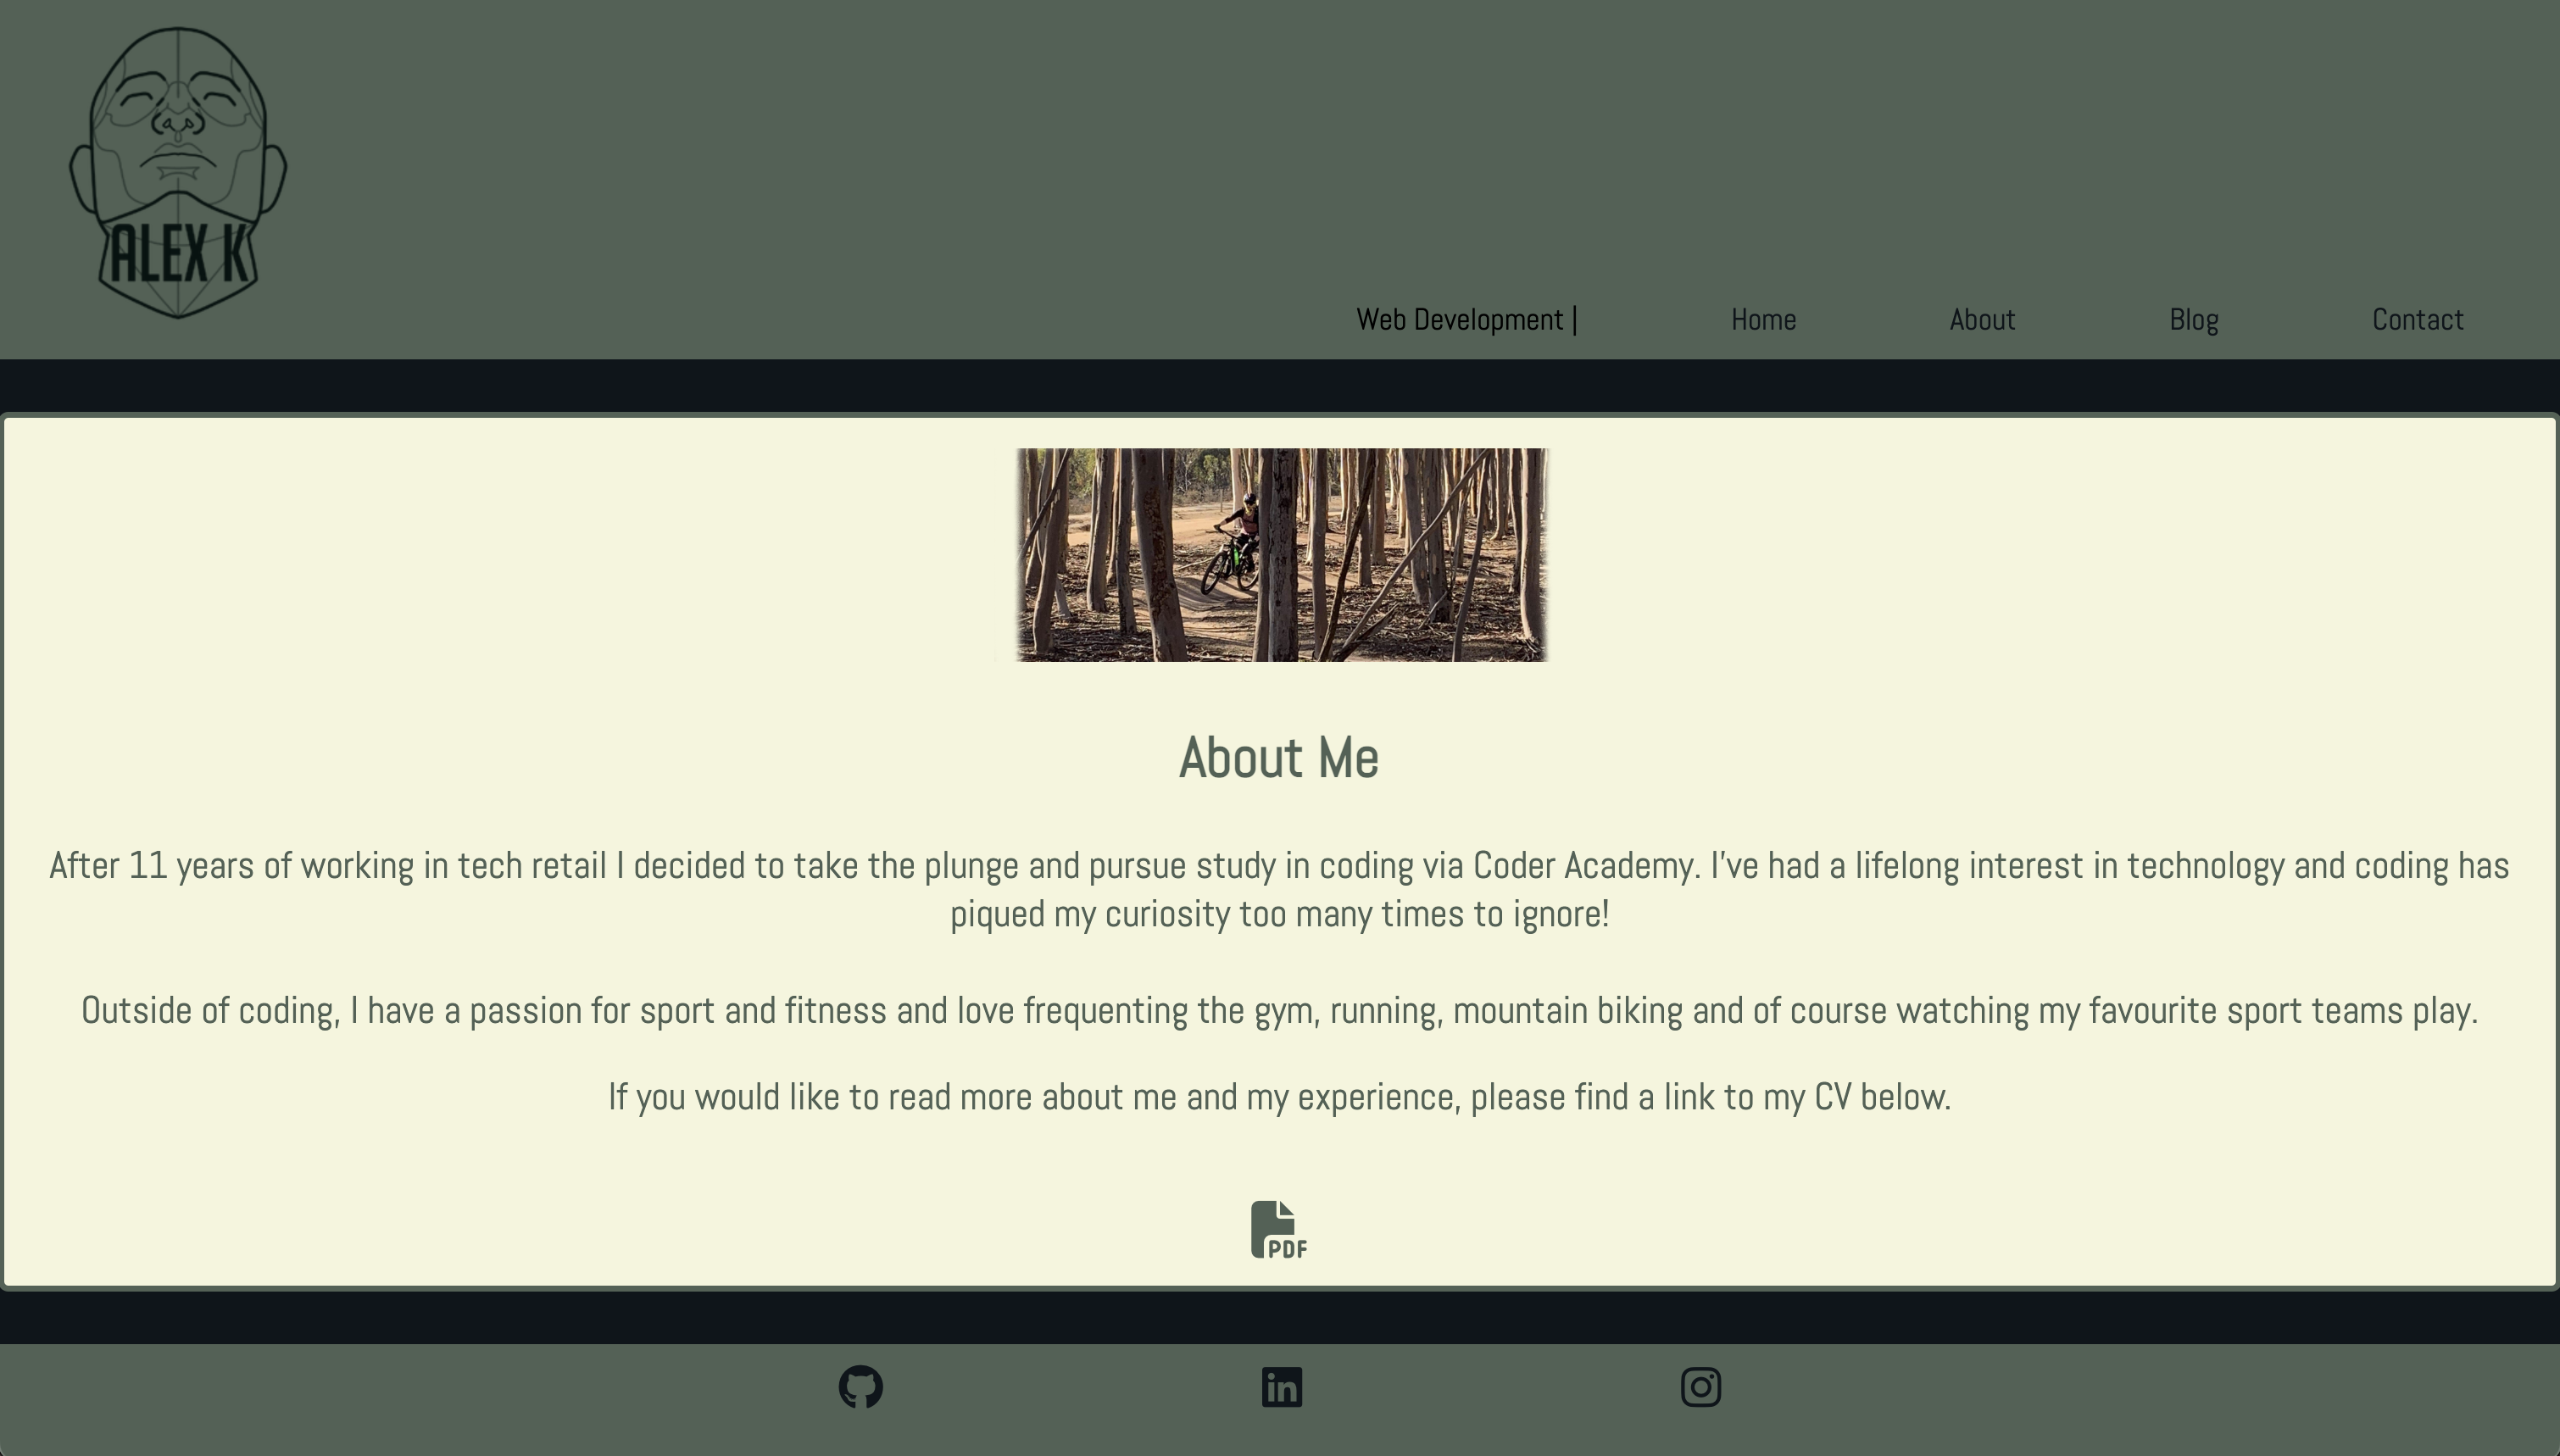 ALEX K
Web Development |
Home
About
Blog
Contact
About Me
After 11 years of working in tech retail I decided to take the plunge and pursue study in coding via Coder Academy. I've had a lifelong interest in technology and coding has
piqued my curiosity too many times to ignore!
Outside of coding, I have a passion for sport and fitness and love frequenting the gym, running, mountain biking and of course watching my favourite sport teams play.
If you would like to read more about me and my experience, please find a link to my CV below.
PDF
in